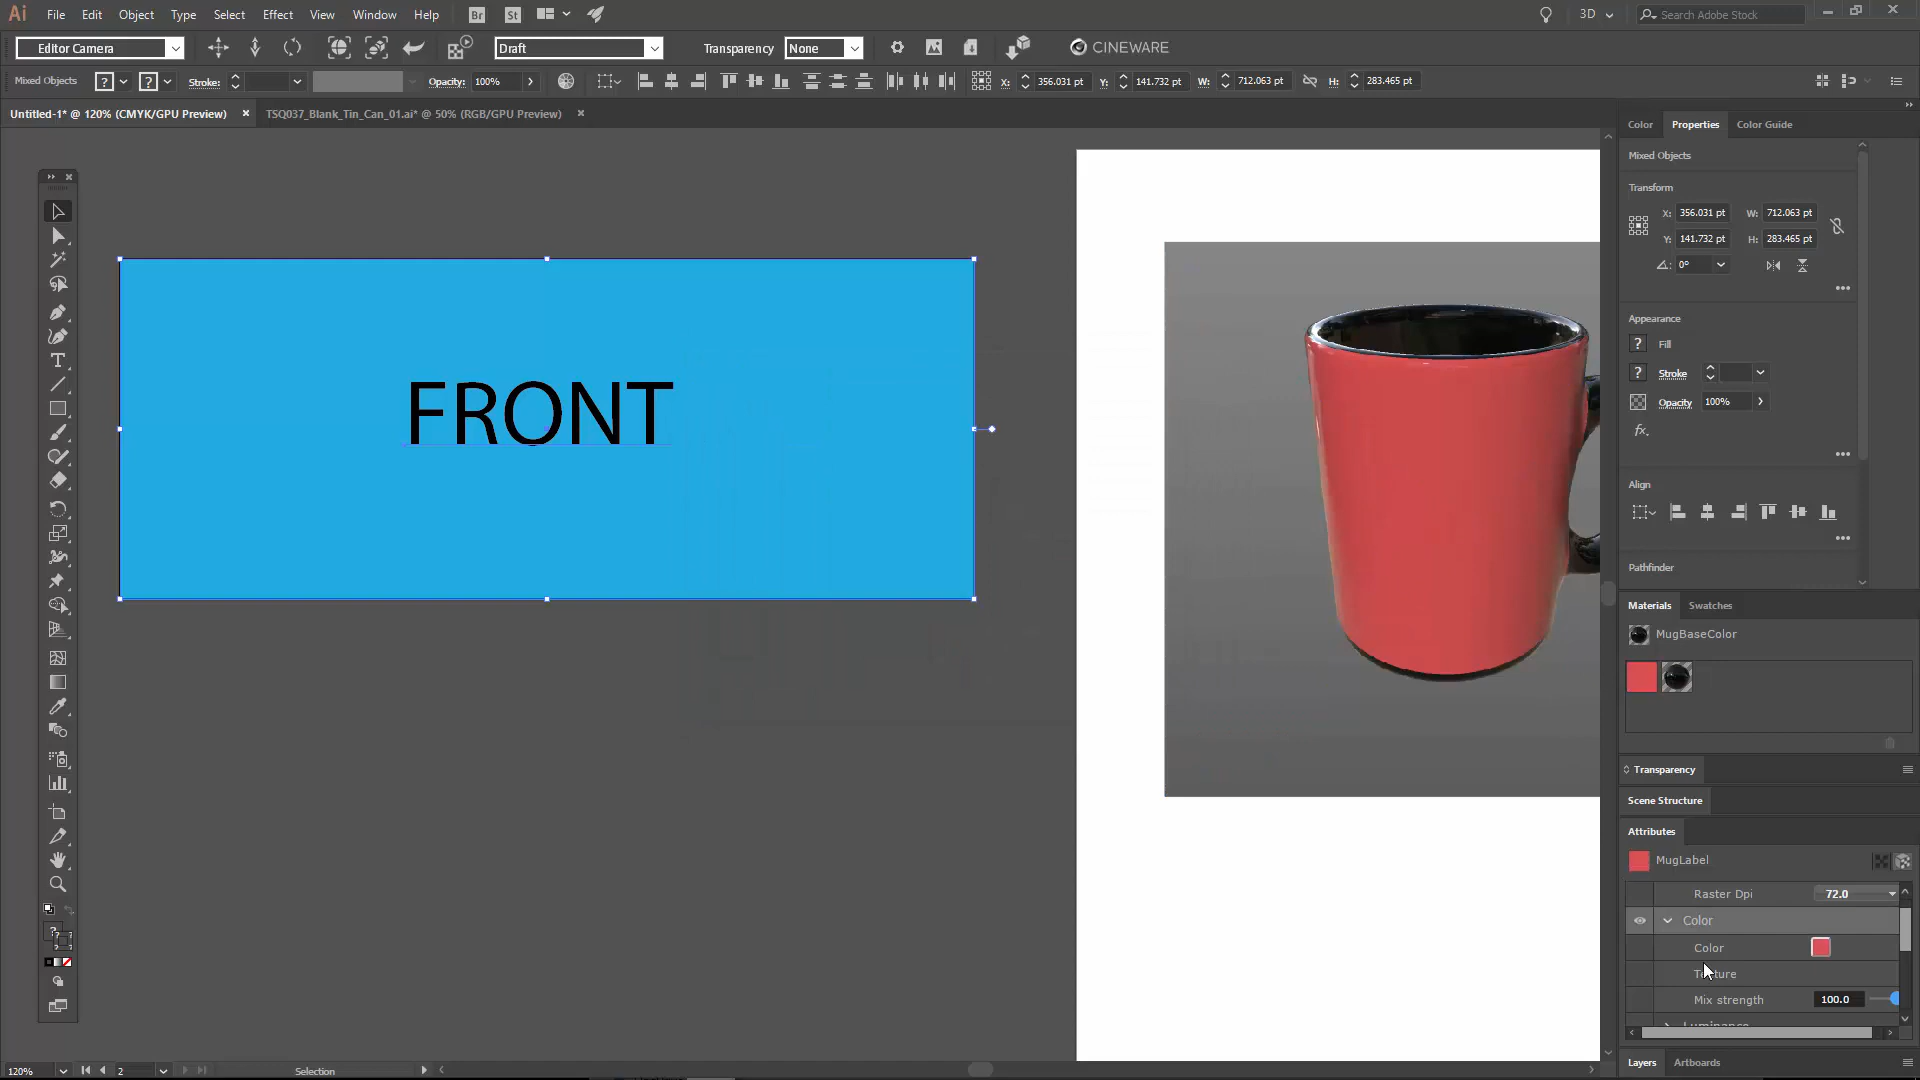 Ai File Edit Object Type Select Effect View Window Help Br St 3D Search Adobe Stock
Editor Camera Draft Transparency None CINEWARE
Mixed Objects ? ? Stroke: Opacity: 100% X: 356.031 pt Y: 141.732 pt W: 712.063 pt H: 283.465 pt
Untitled-1* @ 120% (CMYK/GPU Preview) TSQ037_Blank_Tin_Can_01.ai* @ 50% (RGB/GPU Preview)
Color Properties Color Guide
Mixed Objects
Transform
X: 356.031 pt W: 712.063 pt
Y: 141.732 pt H: 283.465 pt
0°
Appearance
? Fill
? Stroke
Opacity 100%
fx.
Align
Pathfinder
Materials Swatches
MugBaseColor
Transparency
Scene Structure
Attributes
MugLabel
Raster Dpi 72.0
Color
Color
Texture
Mix strength 100.0
Luminance
Layers Artboards
FRONT
120% 2 Selection